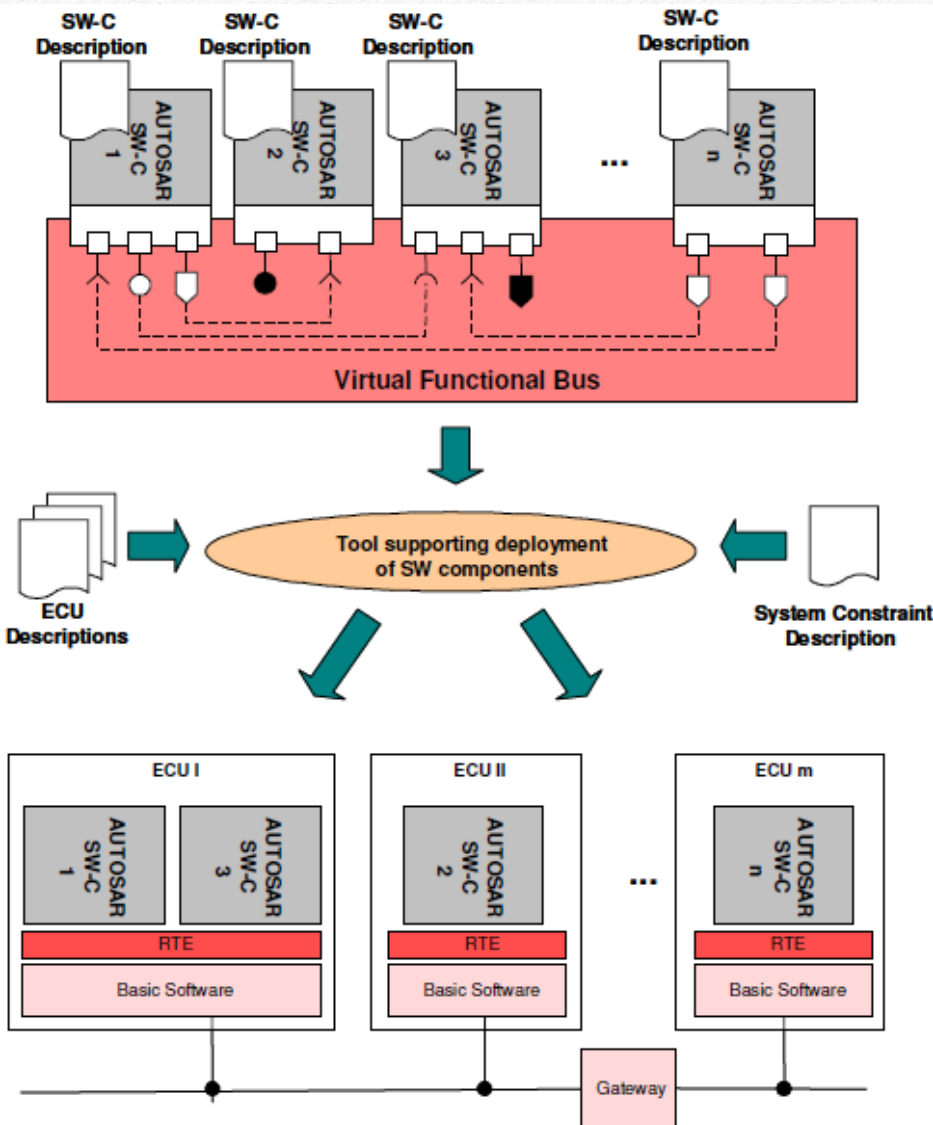 SW-C
Description
SW-C
Description
SW-C
Description
SW-C
Description
AUTOSAR
SW-C
1
AUTOSAR
SW-C
2
AUTOSAR
SW-C
3
...
AUTOSAR
SW-C
n
Virtual Functional Bus
ECU
Descriptions
Tool supporting deployment
of SW components
System Constraint
Description
ECU I
AUTOSAR
SW-C
1
AUTOSAR
SW-C
3
RTE
Basic Software
ECU II
AUTOSAR
SW-C
2
RTE
Basic Software
...
ECU m
AUTOSAR
SW-C
n
RTE
Basic Software
Gateway